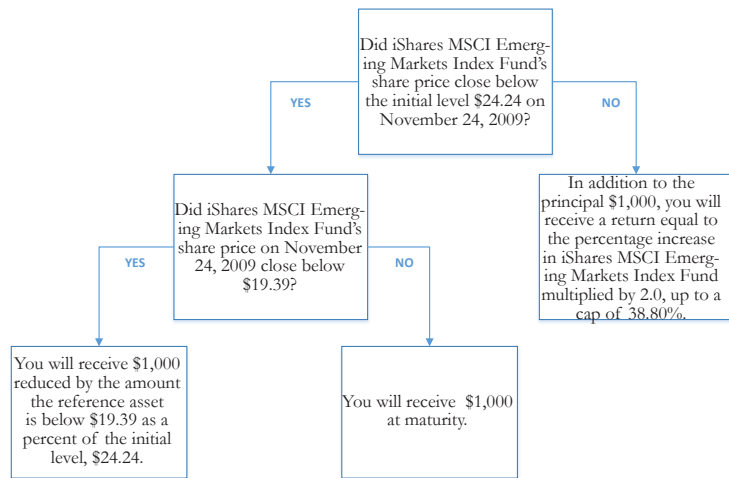 Did iShares MSCI Emerg-
ing Markets Index Fund's
share price close below
the initial level $24.24 on
November 24, 2009?
YES
NO
Did iShares MSCI Emerg-
ing Markets Index Fund's
share price on November
24, 2009 close below
$19.39?
In addition to the
principal $1,000, you will
receive a return equal to
the percentage increase
in iShares MSCI Emerg-
ing Markets Index Fund
multiplied by 2.0, up to a
cap of 38.80%.
YES
NO
You will receive $1,000
reduced by the amount
the reference asset
is below $19.39 as a
percent of the initial
level, $24.24.
You will receive $1,000
at maturity.